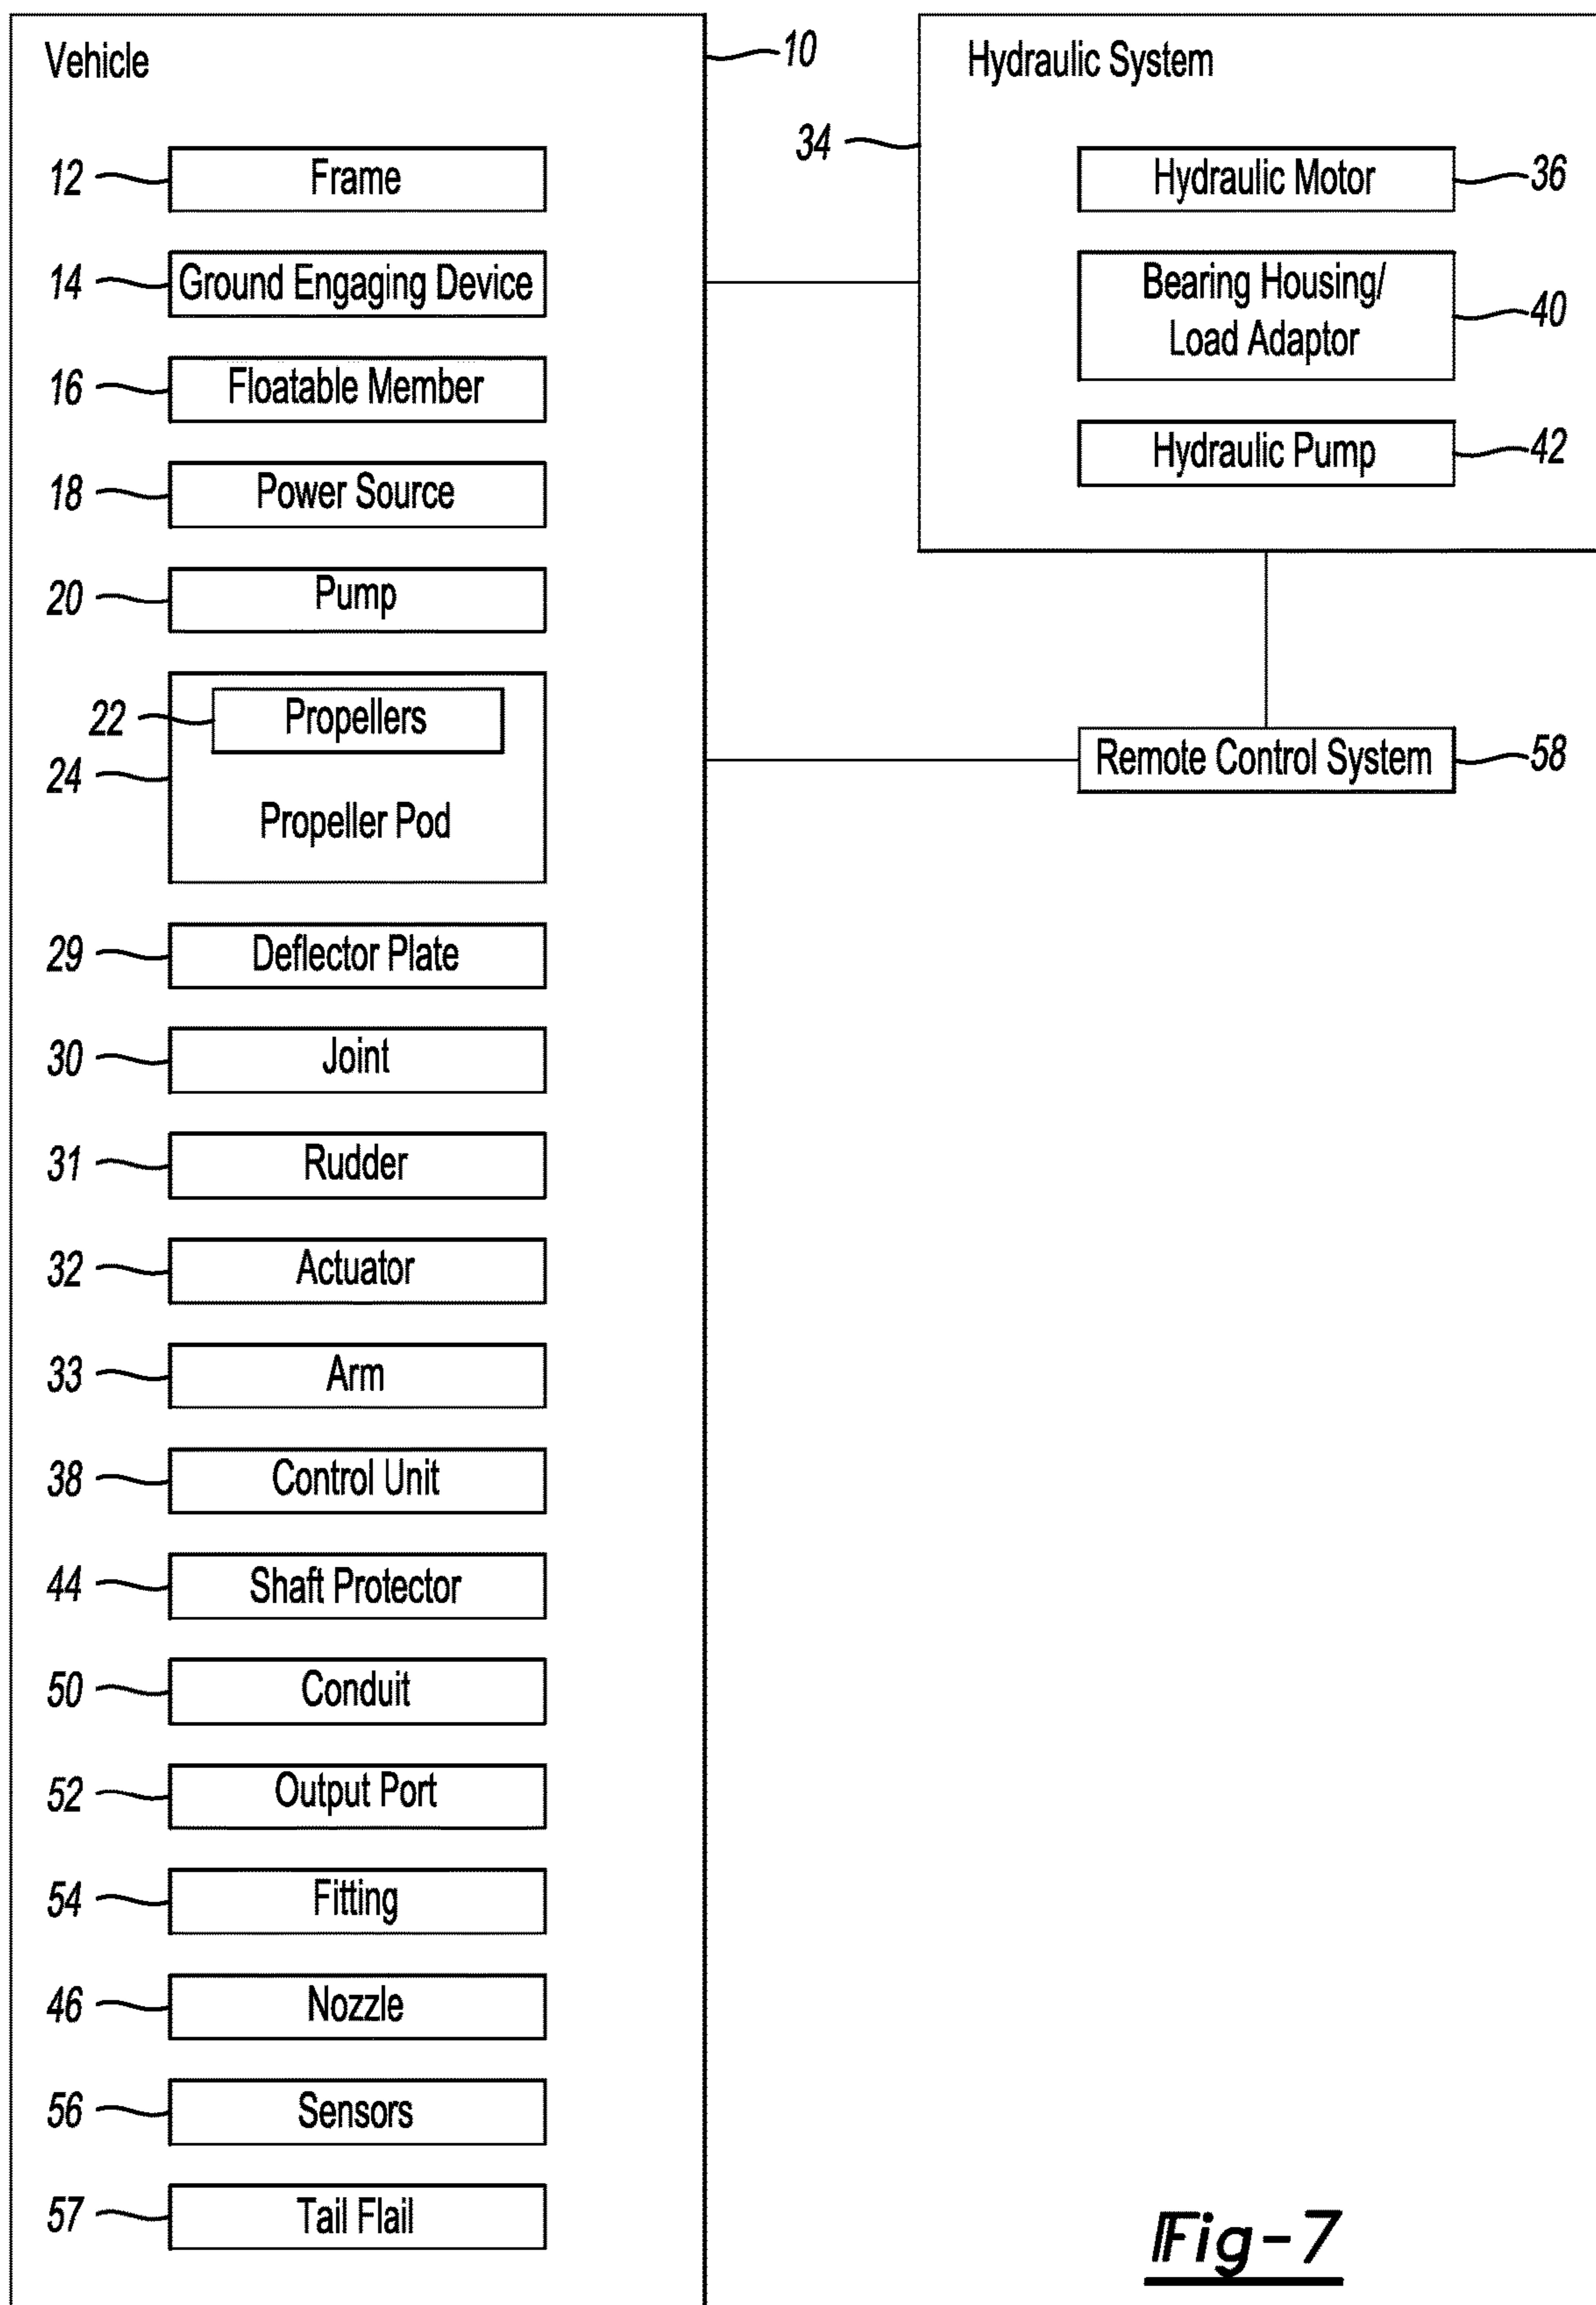 Vehicle
10
12 Frame
14 Ground Engaging Device
16 Floatable Member
18 Power Source
20 Pump
22 Propellers
24
Propeller Pod
29 Deflector Plate
30 Joint
31 Rudder
32 Actuator
33 Arm
38 Control Unit
44 Shaft Protector
50 Conduit
52 Output Port
54 Fitting
46 Nozzle
56 Sensors
57 Tail Flail
Hydraulic System
34
Hydraulic Motor 36
Bearing Housing/
Load Adaptor
40
Hydraulic Pump 42
Remote Control System 58
Fig-7